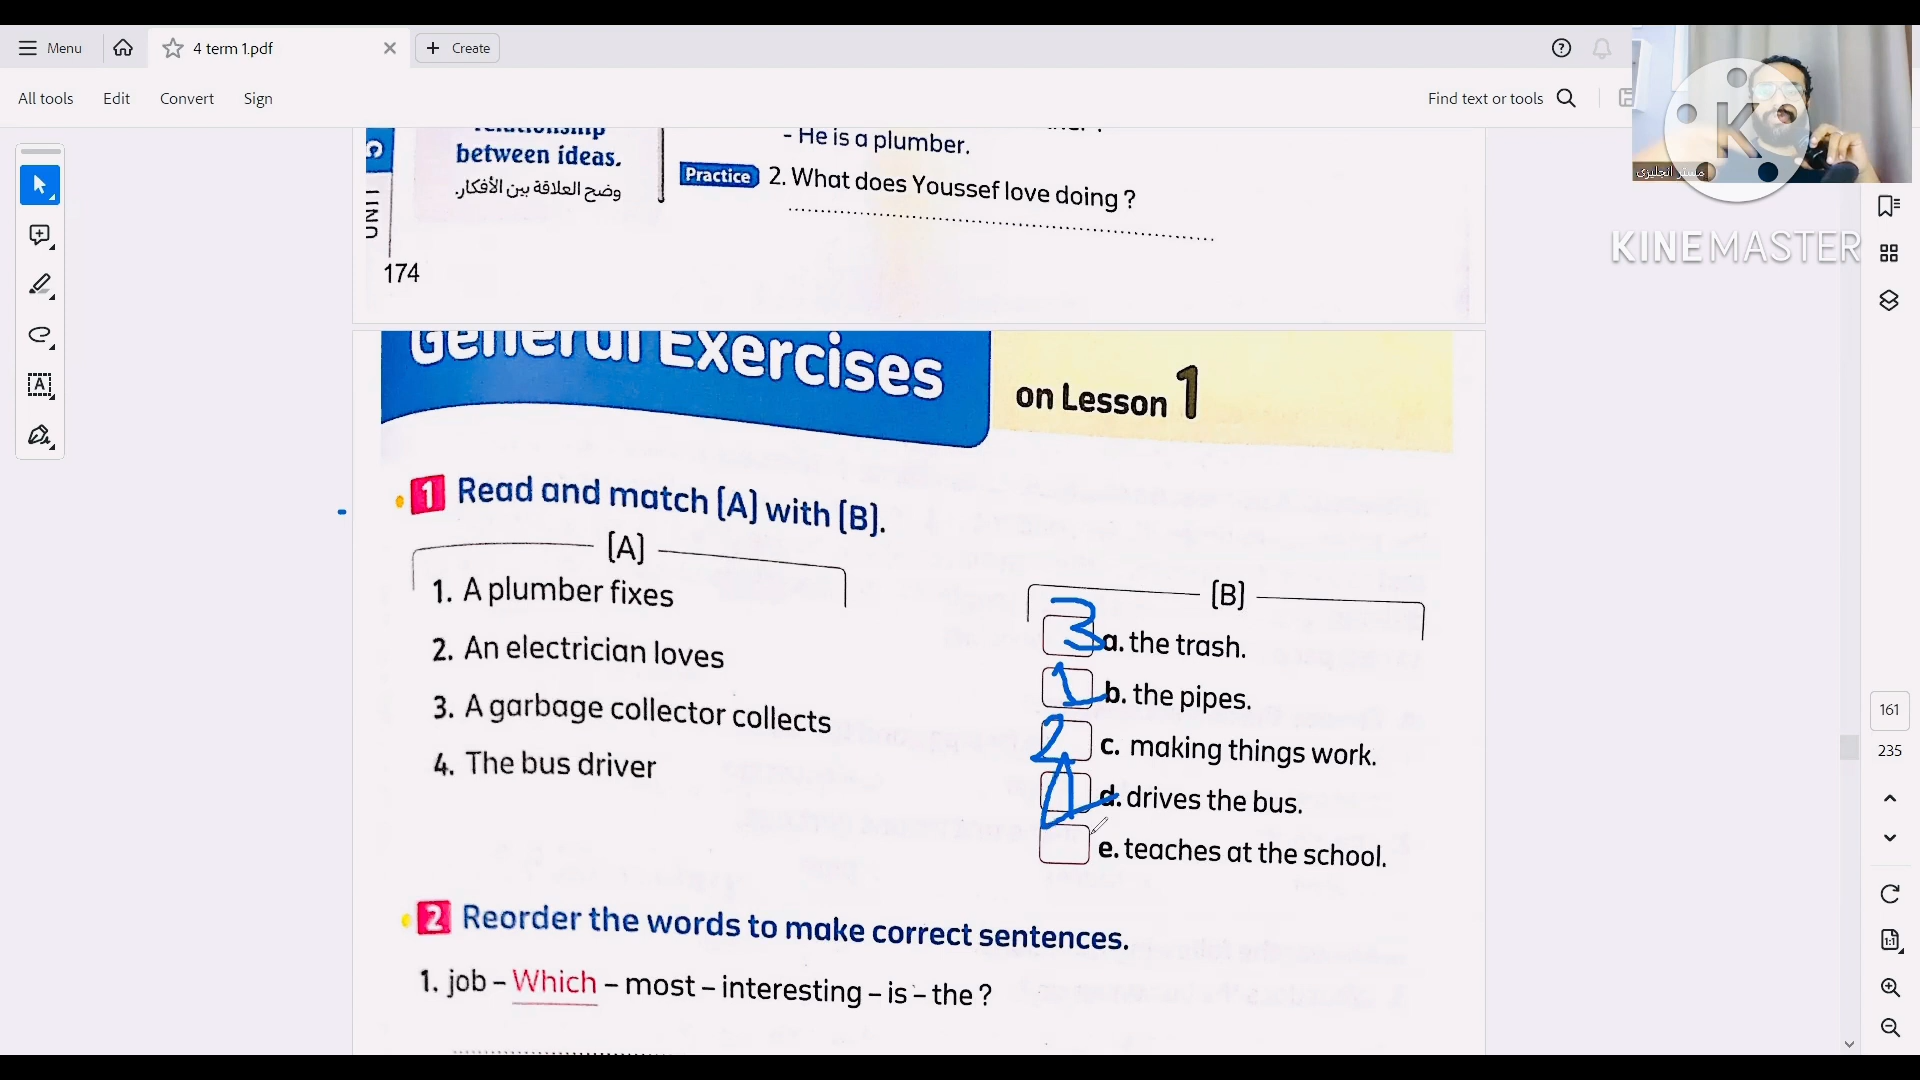 Menu
4 term 1.pdf
Create
All tools
Edit
Convert
Sign
Find text or tools
relationship
between ideas.
وضح العلاقة بين الأفكار.
UNIT
174
- He is a plumber.
Practice 2. What does Youssef love doing ?
مستر انجليزي
K
KINEMASTER
General Exercises
on Lesson 1
1 Read and match (A) with (B).
(A)
1. A plumber fixes
2. An electrician loves
3. A garbage collector collects
4. The bus driver
(B)
3 a. the trash.
1 b. the pipes.
2 c. making things work.
4 d. drives the bus.
e. teaches at the school.
2 Reorder the words to make correct sentences.
1. job – Which – most – interesting – is – the ?
161
235